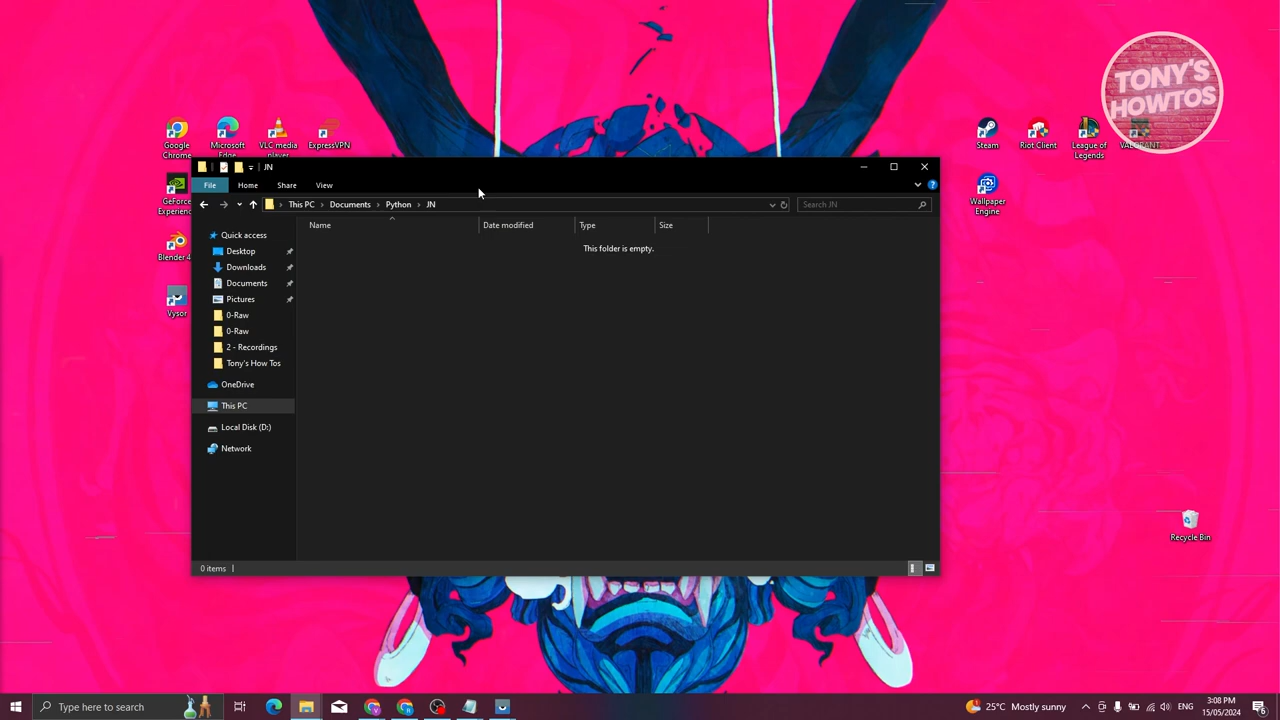 TONY'S
HOWTOS
Google
Chrome
Microsoft
Edge
VLC media
player
ExpressVPN
Steam
Riot Client
League of
Legends
VALORANT
JN
File
Home
Share
View
This PC
Documents
Python
JN
Search JN
GeForce
Experience
Wallpaper
Engine
Name
Date modified
Type
Size
Quick access
This folder is empty.
Desktop
Blender 4
Downloads
Documents
Pictures
Vysor
0-Raw
0-Raw
2 - Recordings
Tony's How Tos
OneDrive
This PC
Local Disk (D:)
Network
Recycle Bin
0 items
Type here to search
25°C Mostly sunny
3:08 PM
15/05/2024
6